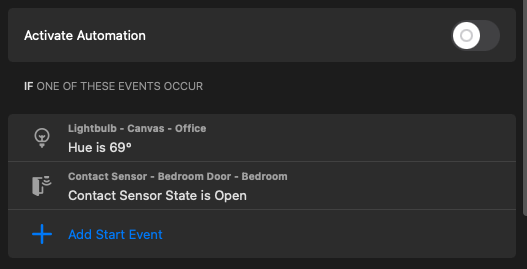 Activate Automation
IF ONE OF THESE EVENTS OCCUR
Lightbulb - Canvas - Office
Hue is 69°
Contact Sensor - Bedroom Door - Bedroom
Contact Sensor State is Open
Add Start Event